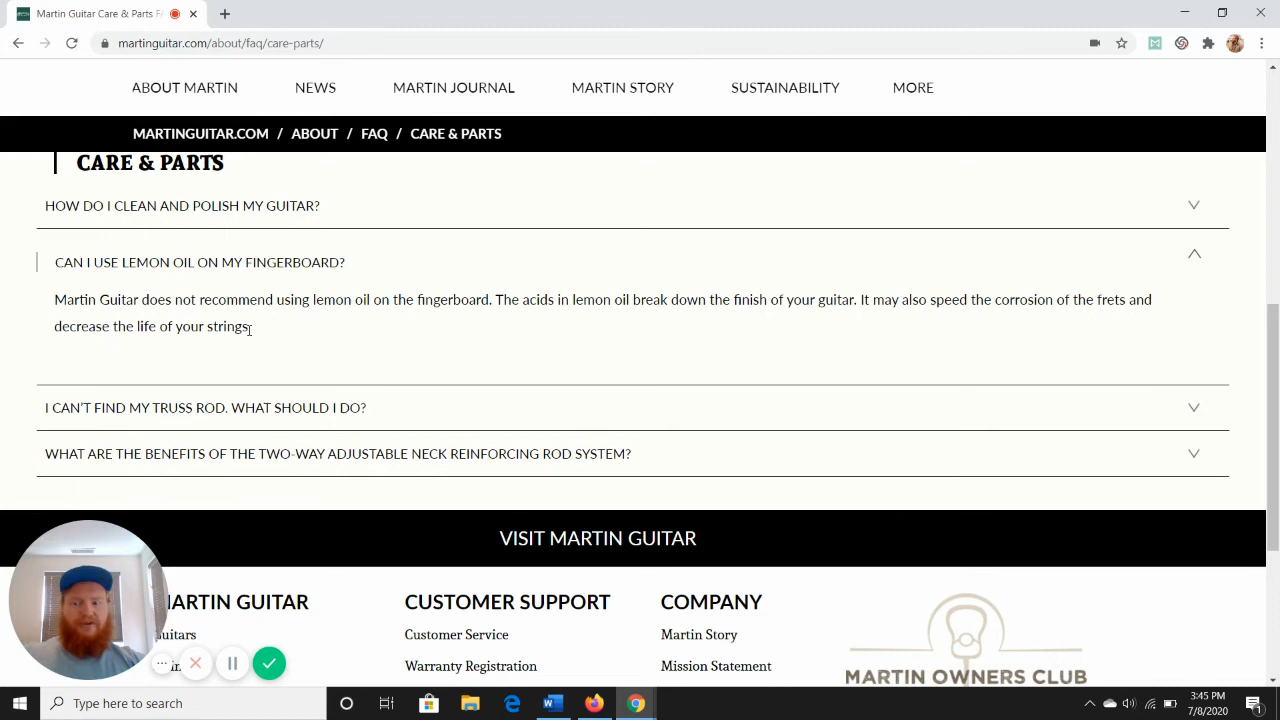 Martin Guitar Care & Parts F
martinguitar.com/about/faq/care-parts/
ABOUT MARTIN NEWS MARTIN JOURNAL MARTIN STORY SUSTAINABILITY MORE
MARTINGUITAR.COM / ABOUT / FAQ / CARE & PARTS
CARE & PARTS
HOW DO I CLEAN AND POLISH MY GUITAR?
CAN I USE LEMON OIL ON MY FINGERBOARD?
Martin Guitar does not recommend using lemon oil on the fingerboard. The acids in lemon oil break down the finish of your guitar. It may also speed the corrosion of the frets and
decrease the life of your strings.
I CAN'T FIND MY TRUSS ROD. WHAT SHOULD I DO?
WHAT ARE THE BENEFITS OF THE TWO-WAY ADJUSTABLE NECK REINFORCING ROD SYSTEM?
VISIT MARTIN GUITAR
MARTIN GUITAR CUSTOMER SUPPORT COMPANY
Guitars Customer Service Martin Story
Warranty Registration Mission Statement
MARTIN OWNERS CLUB
Type here to search
3:45 PM
7/8/2020